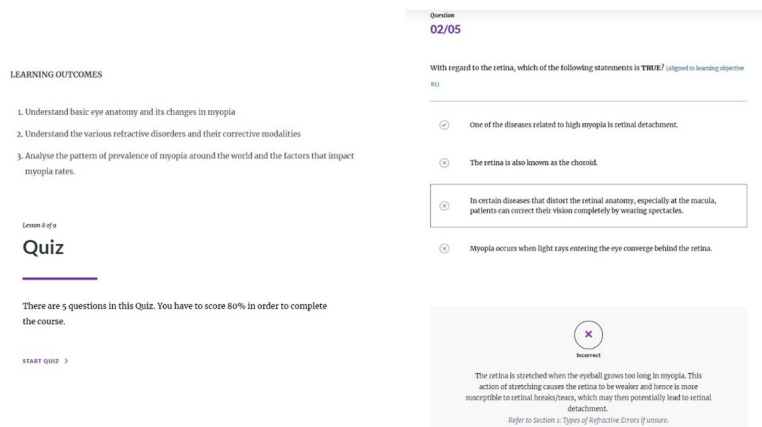 LEARNING OUTCOMES
1. Understand basic eye anatomy and its changes in myopia
2. Understand the various refractive disorders and their corrective modalities
3. Analyse the pattern of prevalence of myopia around the world and the factors that impact
myopia rates.
Lesson 8 of 9
Quiz
There are 5 questions in this Quiz. You have to score 80% in order to complete
the course.
START QUIZ >
Question
02/05
With regard to the retina, which of the following statements is TRUE? (aligned to learning objective
#1)
One of the diseases related to high myopia is retinal detachment.
The retina is also known as the choroid.
In certain diseases that distort the retinal anatomy, especially at the macula,
patients can correct their vision completely by wearing spectacles.
Myopia occurs when light rays entering the eye converge behind the retina.
Incorrect
The retina is stretched when the eyeball grows too long in myopia. This
action of stretching causes the retina to be weaker and hence is more
susceptible to retinal breaks/tears, which may then potentially lead to retinal
detachment.
Refer to Section 1: Types of Refractive Errors if unsure.